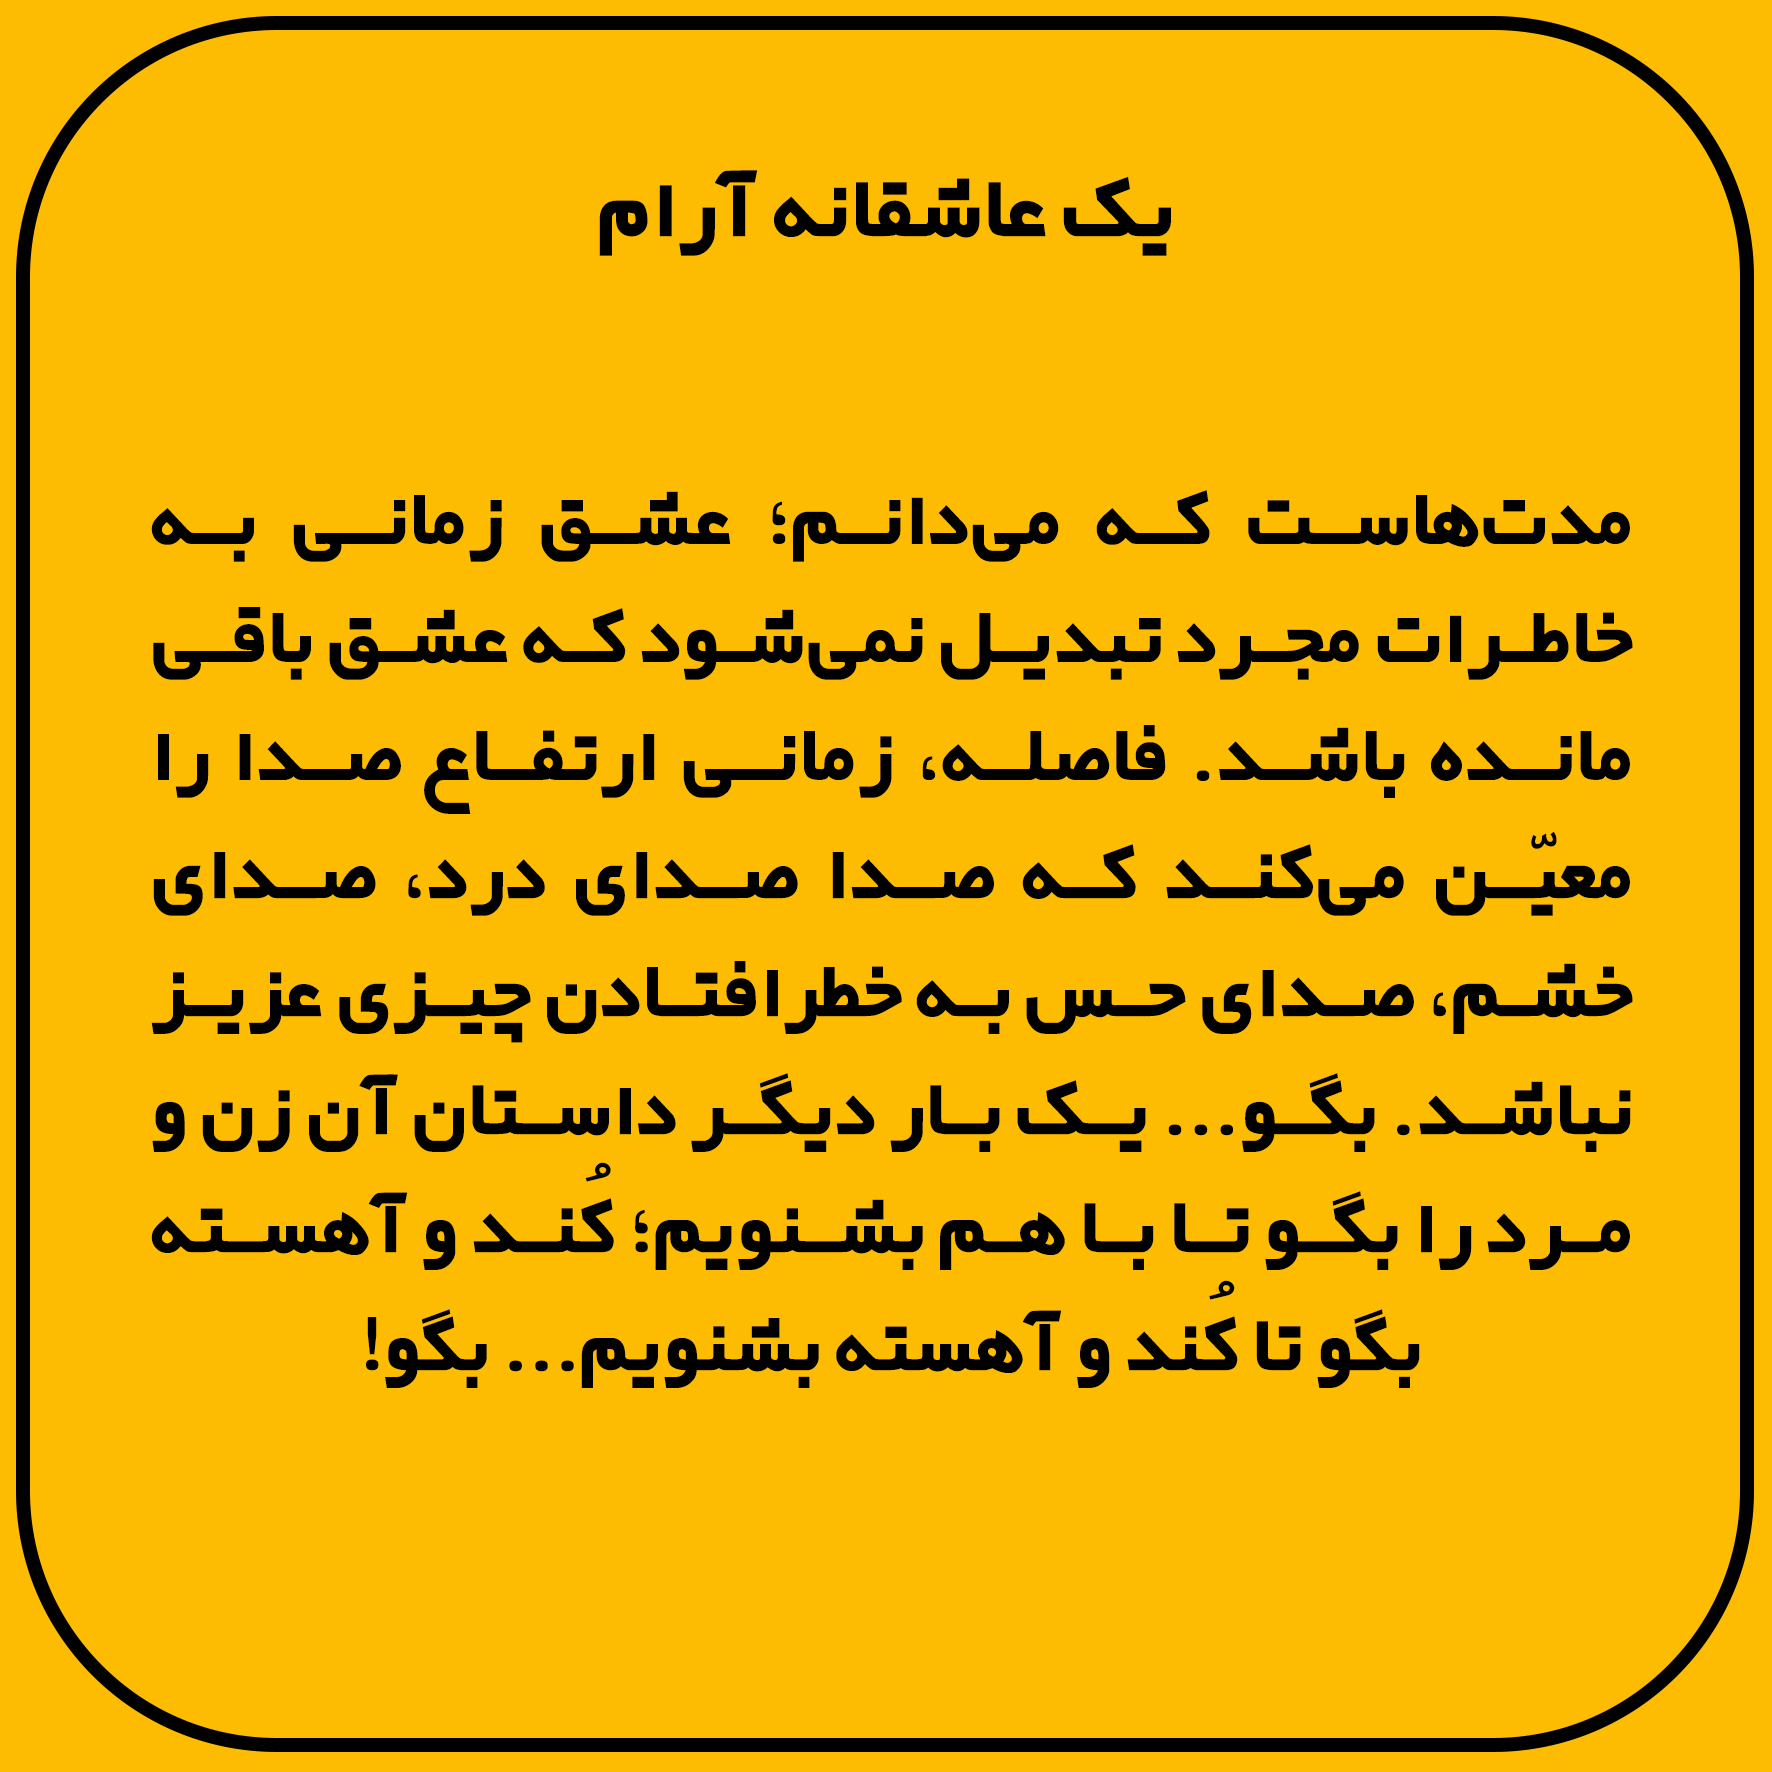 یک عاشقانه آرام
مدت‌هاست که می‌دانم؛ عشق زمانی به
خاطرات مجرد تبدیل نمی‌شود که عشق باقی
مانده باشد. فاصله، زمانی ارتفاع صدا را
معیّن می‌کند که صدا صدای درد، صدای
خشم، صدای حس به خطر افتادن چیزی عزیز
نباشد. بگو... یک بار دیگر داستان آن زن و
مرد را بگو تا با هم بشنویم؛ کُند و آهسته
بگو تا کُند و آهسته بشنویم... بگو!